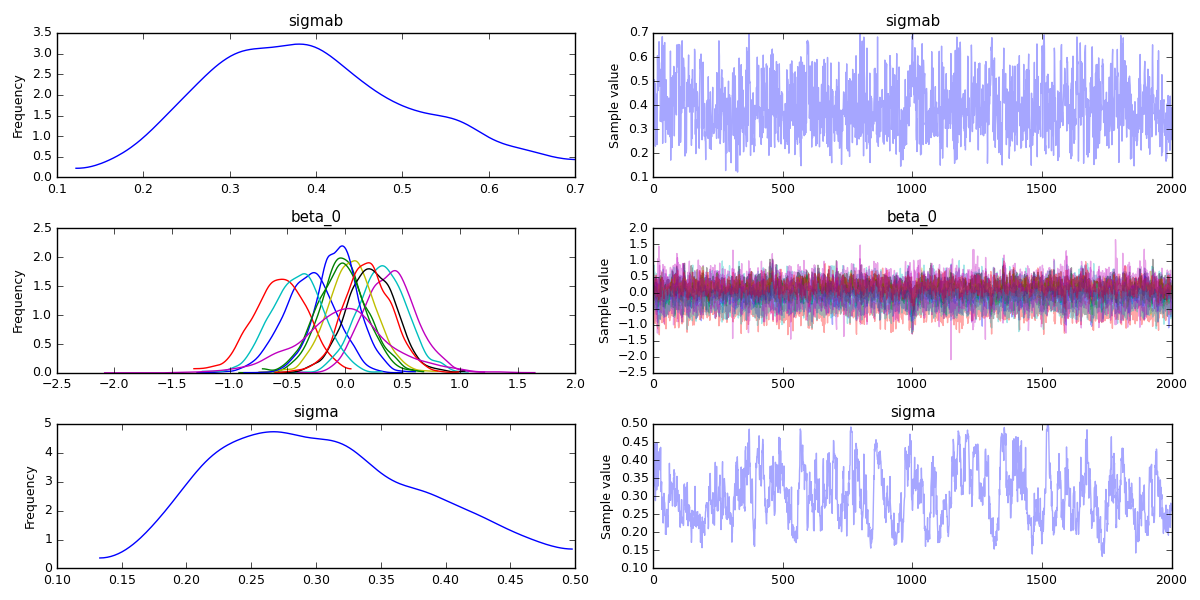 sigmab
Frequency
3.5
3.0
2.5
2.0
1.5
1.0
0.5
0.0
0.1 0.2 0.3 0.4 0.5 0.6 0.7
sigmab
Sample value
0.7
0.6
0.5
0.4
0.3
0.2
0.1
0 500 1000 1500 2000
beta_0
Frequency
2.5
2.0
1.5
1.0
0.5
0.0
−2.5 −2.0 −1.5 −1.0 −0.5 0.0 0.5 1.0 1.5 2.0
beta_0
Sample value
2.0
1.5
1.0
0.5
0.0
−0.5
−1.0
−1.5
−2.0
−2.5
0 500 1000 1500 2000
sigma
Frequency
5
4
3
2
1
0
0.10 0.15 0.20 0.25 0.30 0.35 0.40 0.45 0.50
sigma
Sample value
0.50
0.45
0.40
0.35
0.30
0.25
0.20
0.15
0.10
0 500 1000 1500 2000